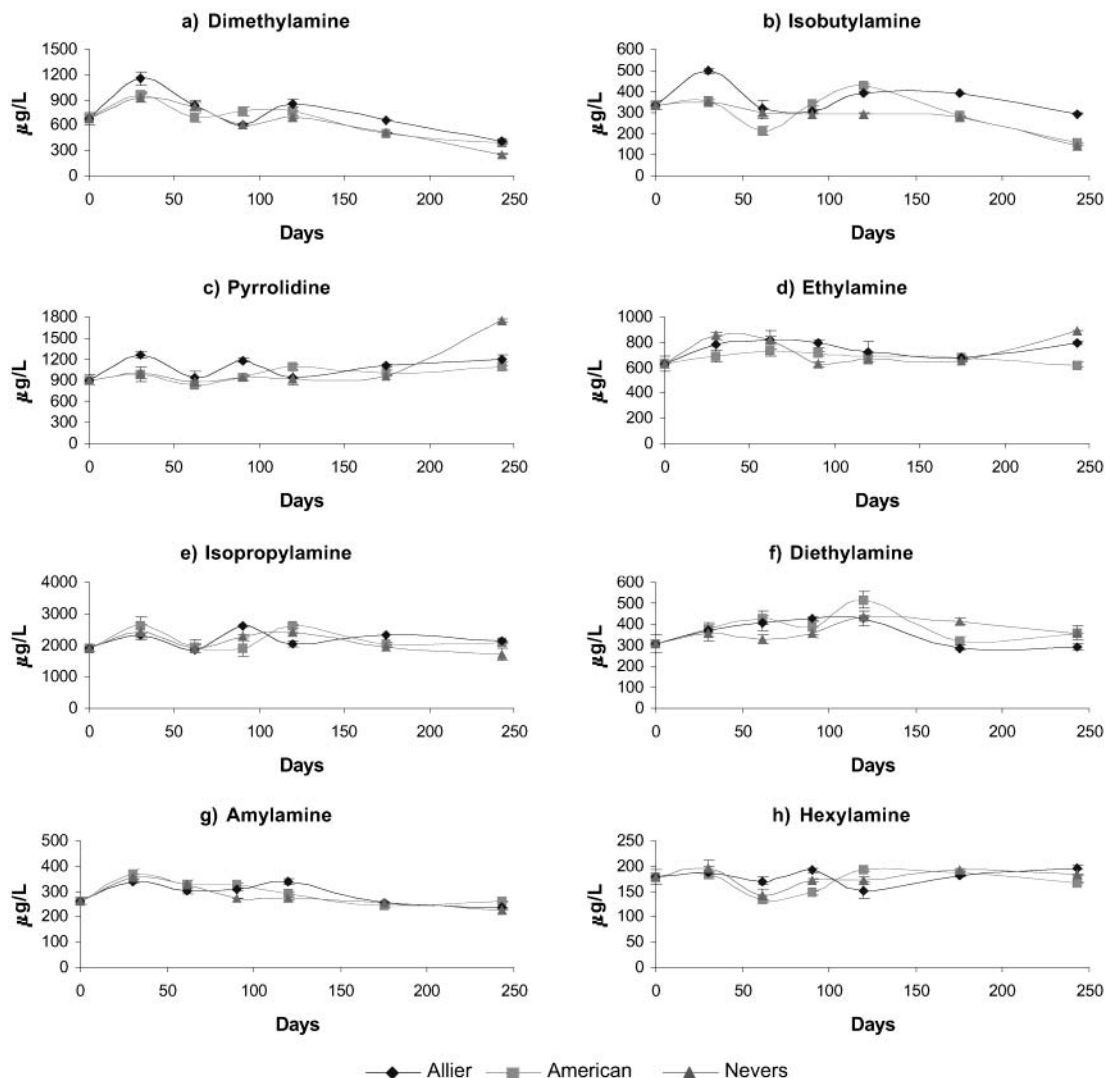 a) Dimethylamine
1500
1200
900
600
300
0
µg/L
0 50 100 150 200 250
Days
b) Isobutylamine
600
500
400
300
200
100
0
µg/L
0 50 100 150 200 250
Days
c) Pyrrolidine
1800
1500
1200
900
600
300
0
µg/L
0 50 100 150 200 250
Days
d) Ethylamine
1000
800
600
400
200
0
µg/L
0 50 100 150 200 250
Days
e) Isopropylamine
4000
3000
2000
1000
0
µg/L
0 50 100 150 200 250
Days
f) Diethylamine
600
500
400
300
200
100
0
µg/L
0 50 100 150 200 250
Days
g) Amylamine
500
400
300
200
100
0
µg/L
0 50 100 150 200 250
Days
h) Hexylamine
250
200
150
100
50
0
µg/L
0 50 100 150 200 250
Days
Allier American Nevers